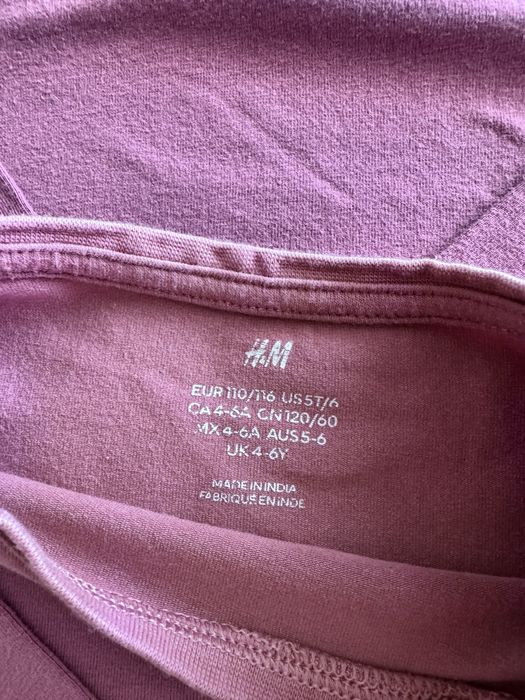 H&M
EUR 110/116 US 5T/6
CA 4-6A CN 120/60
MX 4-6A AUS 5-6
UK 4-6Y
MADE IN INDIA
FABRIQUE EN INDE